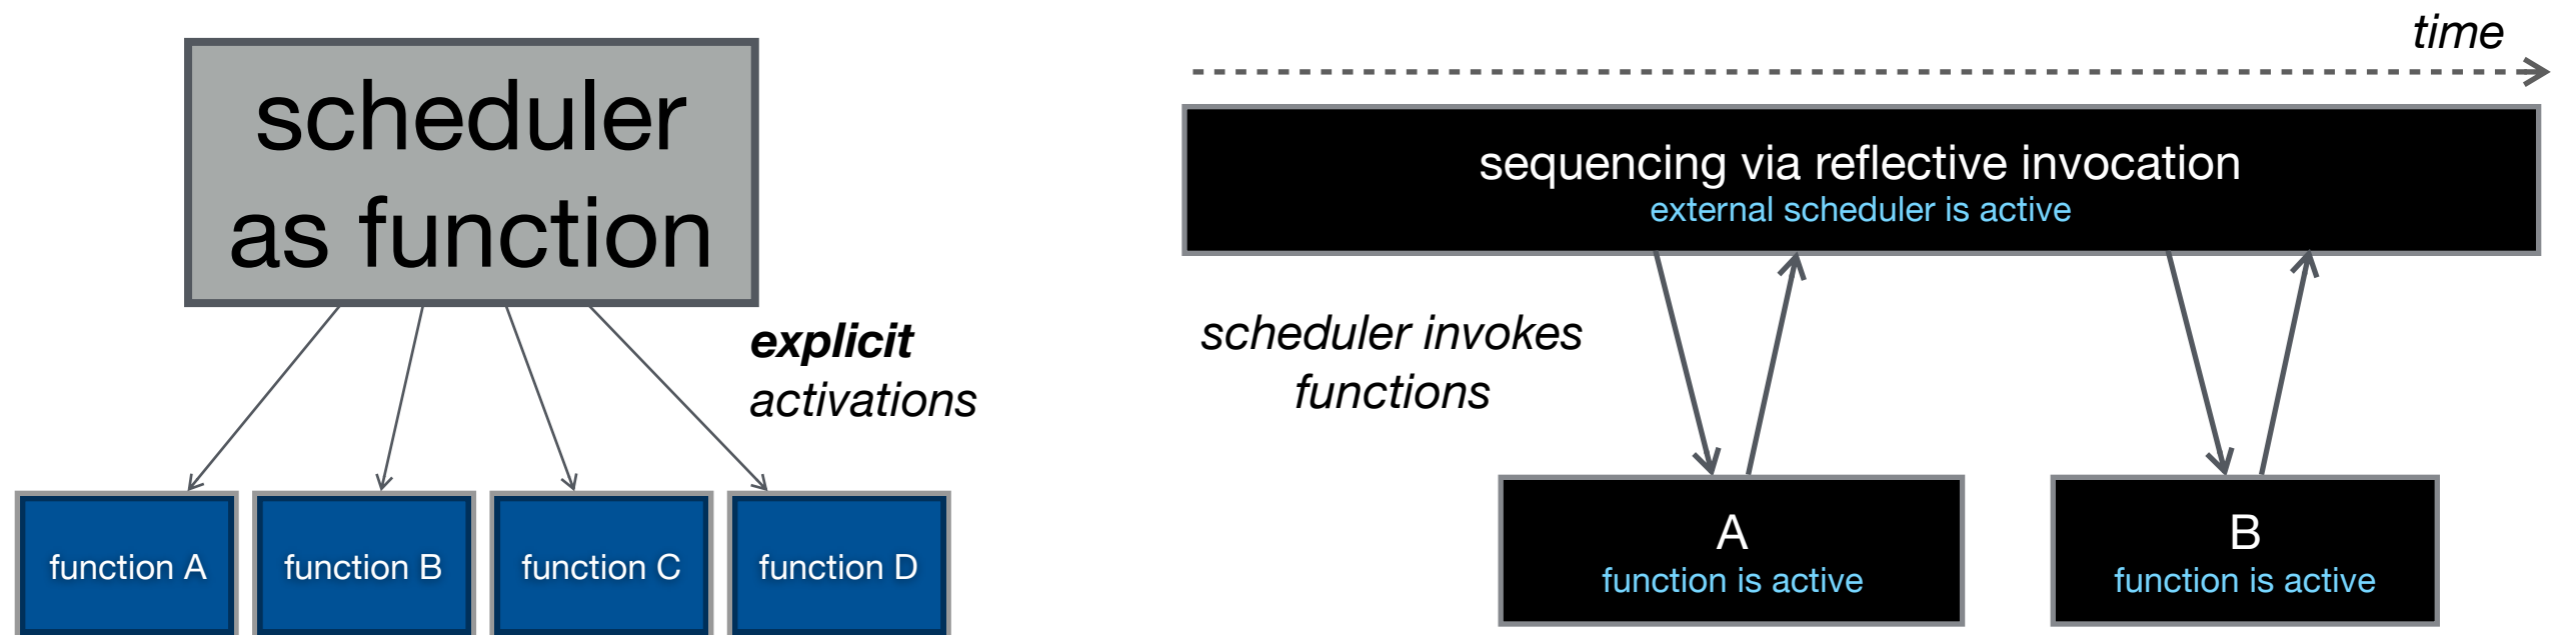 scheduler
as function
explicit
activations
function A
function B
function C
function D
time
sequencing via reflective invocation
external scheduler is active
scheduler invokes
functions
A
function is active
B
function is active